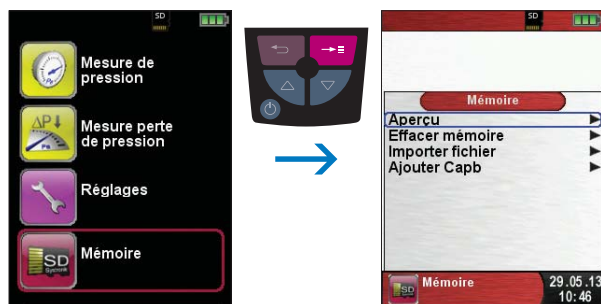 SD
Mesure de
pression
ΔP↓
Pa
Mesure perte
de pression
Réglages
SD
Mémoire
SD
Mémoire
Aperçu
Effacer mémoire
Importer fichier
Ajouter Capb
SD
Mémoire
29.05.13
10:46